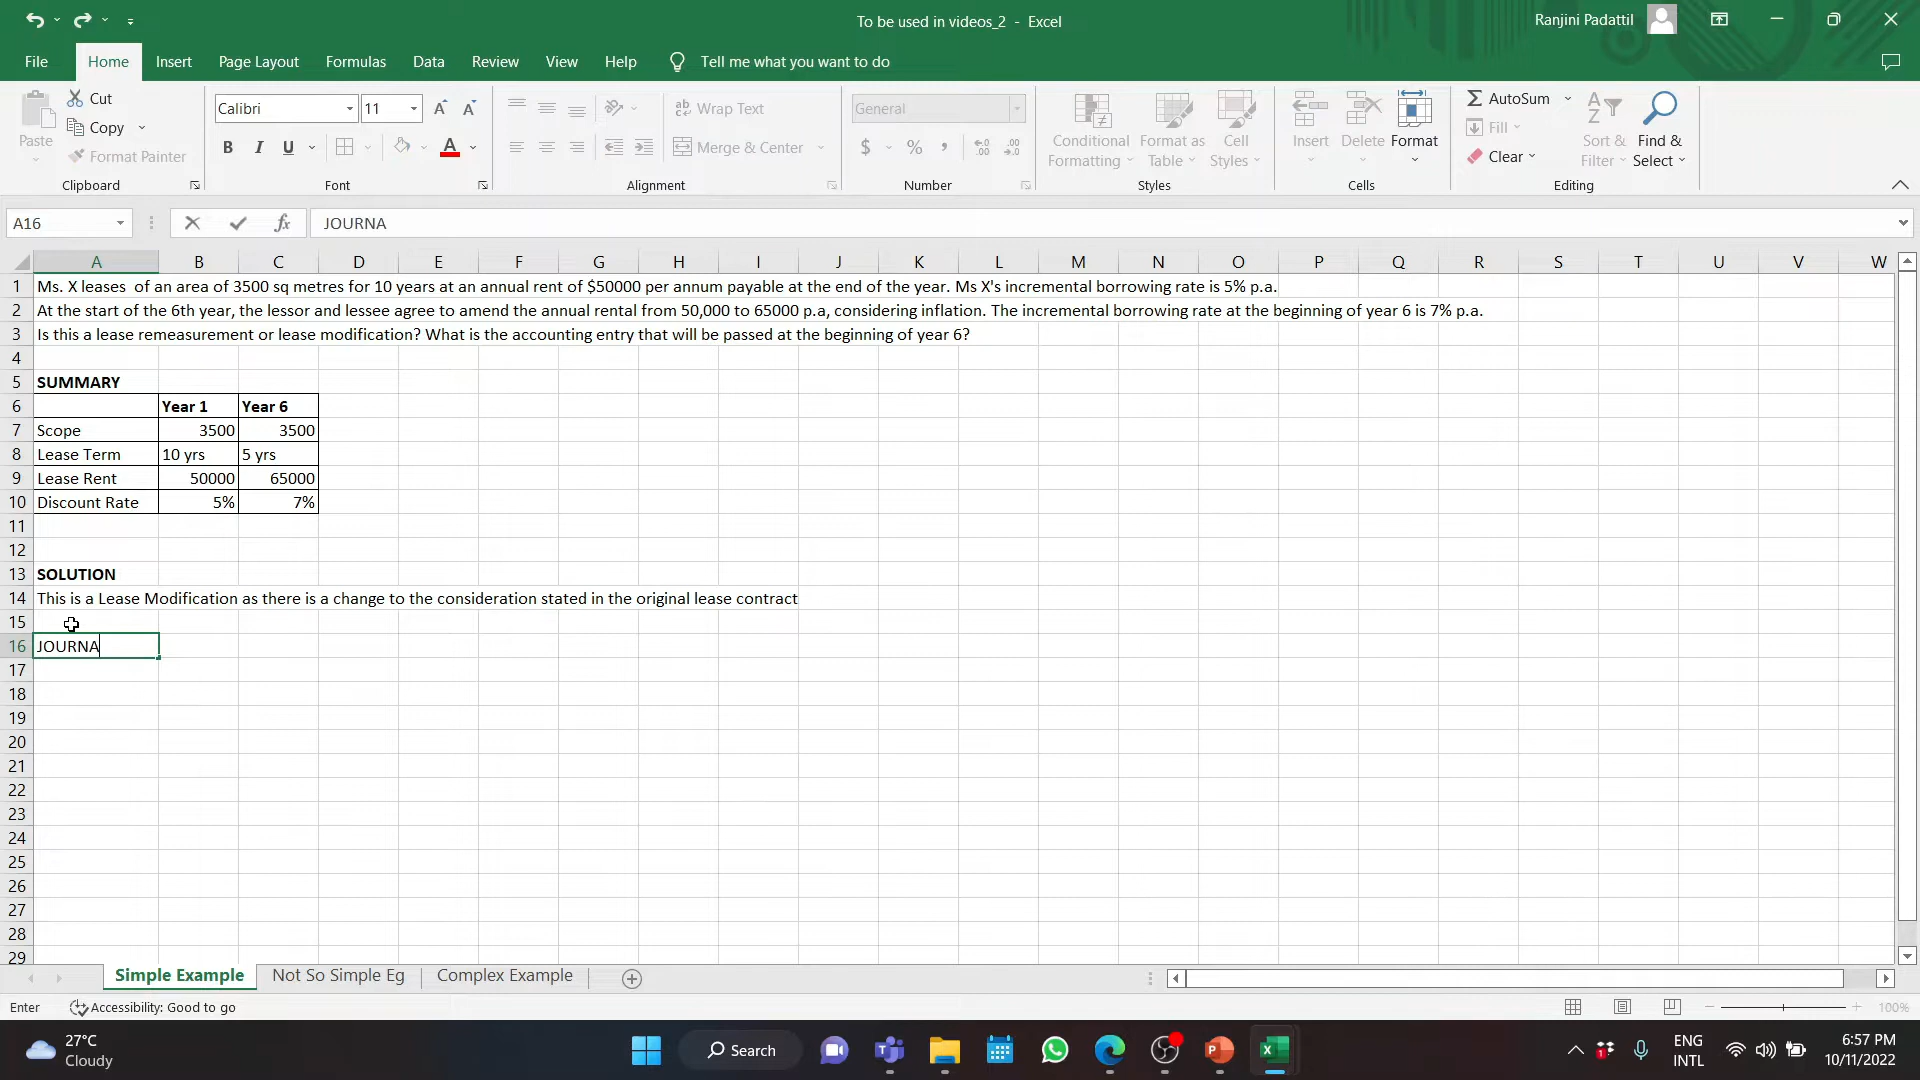 To be used in videos_2 - Excel
Ranjini Padattil
File Home Insert Page Layout Formulas Data Review View Help Tell me what you want to do
Paste
Cut
Copy
Format Painter
Clipboard
Calibri 11
Font
Wrap Text
Merge & Center
Alignment
General
Number
Conditional Formatting
Format as Table
Cell Styles
Styles
Insert Delete Format
Cells
AutoSum
Fill
Clear
Sort & Filter
Find & Select
Editing
A16 fx JOURNA
A B C D E F G H I J K L M N O P Q R S T U V W
1 Ms. X leases of an area of 3500 sq metres for 10 years at an annual rent of $50000 per annum payable at the end of the year. Ms X's incremental borrowing rate is 5% p.a.
2 At the start of the 6th year, the lessor and lessee agree to amend the annual rental from 50,000 to 65000 p.a, considering inflation. The incremental borrowing rate at the beginning of year 6 is 7% p.a.
3 Is this a lease remeasurement or lease modification? What is the accounting entry that will be passed at the beginning of year 6?
4
5 SUMMARY
6 Year 1 Year 6
7 Scope 3500 3500
8 Lease Term 10 yrs 5 yrs
9 Lease Rent 50000 65000
10 Discount Rate 5% 7%
11
12
13 SOLUTION
14 This is a Lease Modification as there is a change to the consideration stated in the original lease contract
15
16 JOURNA
17
18
19
20
21
22
23
24
25
26
27
28
29
Simple Example Not So Simple Eg Complex Example
Enter Accessibility: Good to go 100%
27°C
Cloudy
Search
1
ENG
INTL
6:57 PM
10/11/2022